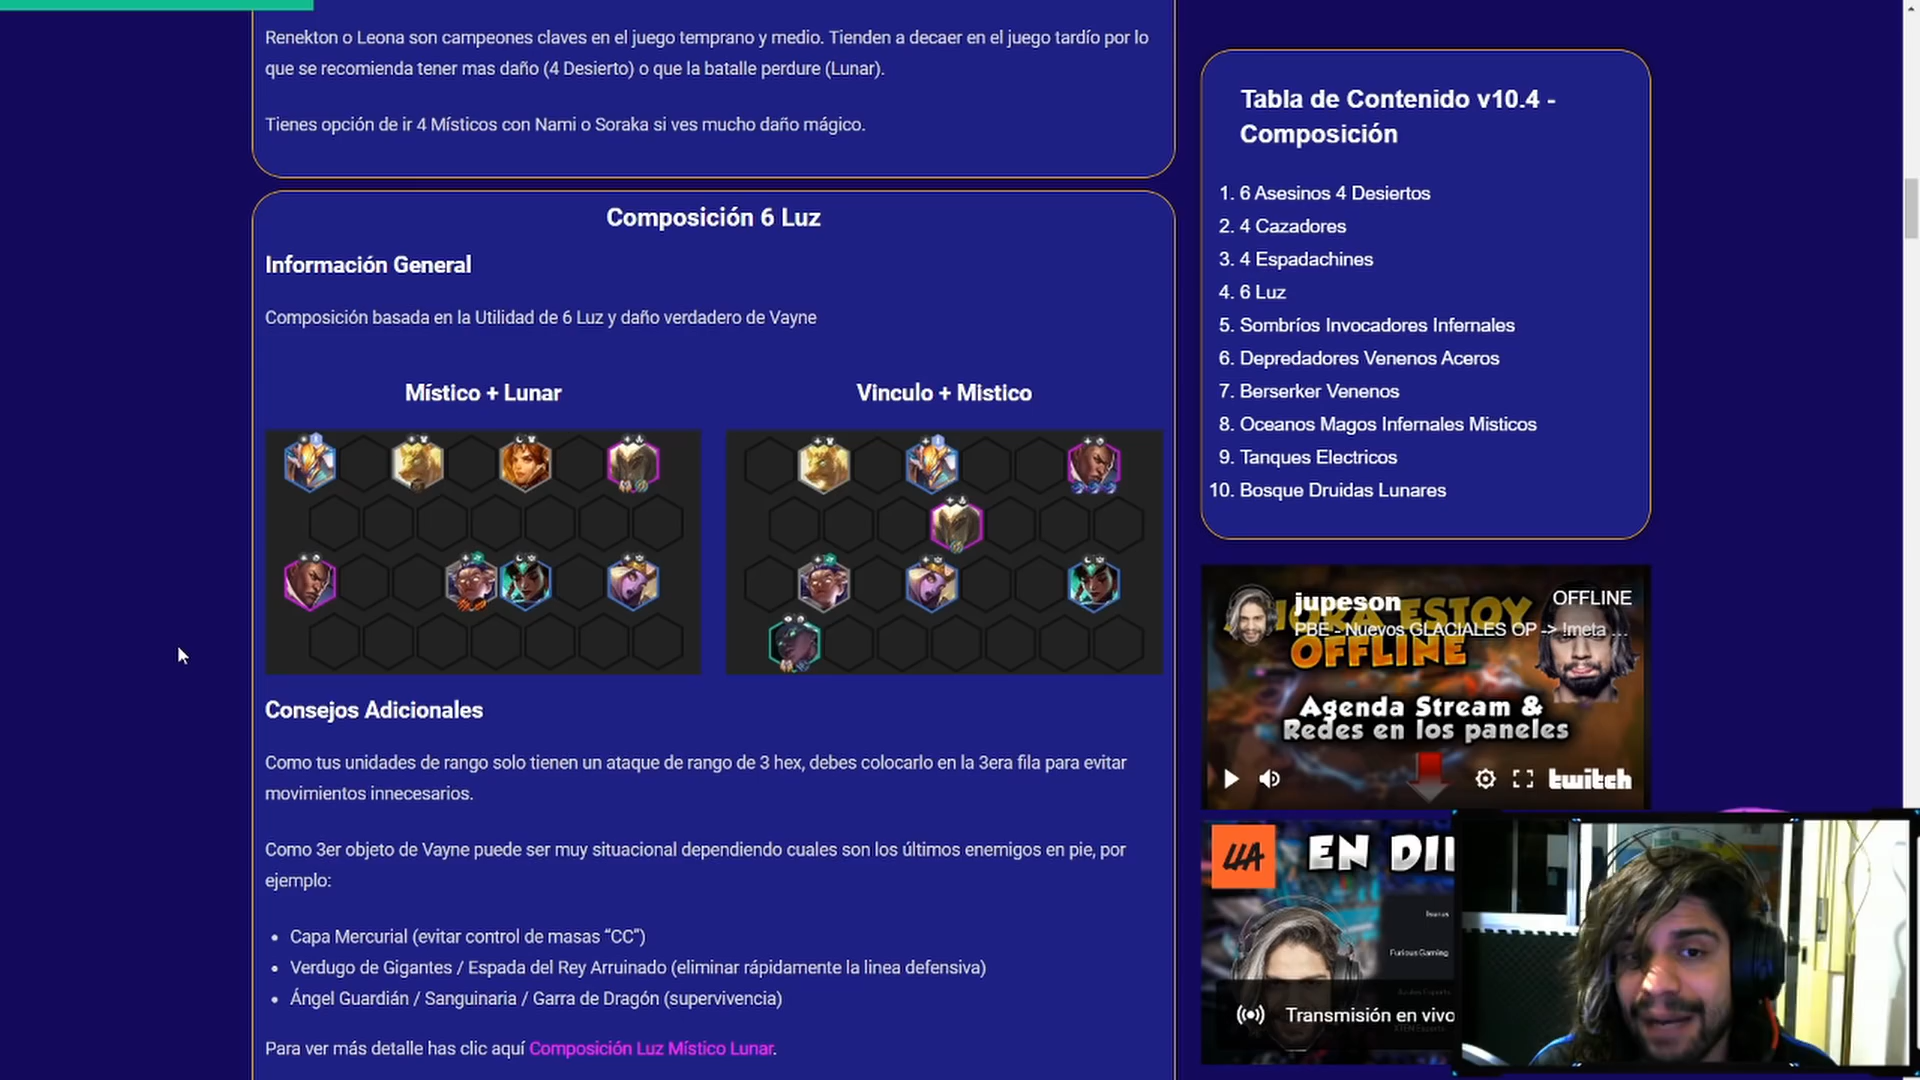 Renekton o Leona son campeones claves en el juego temprano y medio. Tienden a decaer en el juego tardío por lo
que se recomienda tener mas daño (4 Desierto) o que la batalle perdure (Lunar).
Tienes opción de ir 4 Místicos con Nami o Soraka si ves mucho daño mágico.
Composición 6 Luz
Información General
Composición basada en la Utilidad de 6 Luz y daño verdadero de Vayne
Místico + Lunar
Vinculo + Mistico
Consejos Adicionales
Como tus unidades de rango solo tienen un ataque de rango de 3 hex, debes colocarlo en la 3era fila para evitar
movimientos innecesarios.
Como 3er objeto de Vayne puede ser muy situacional dependiendo cuales son los últimos enemigos en pie, por
ejemplo:
• Capa Mercurial (evitar control de masas “CC”)
• Verdugo de Gigantes / Espada del Rey Arruinado (eliminar rápidamente la linea defensiva)
• Ángel Guardián / Sanguinaria / Garra de Dragón (supervivencia)
Para ver más detalle has clic aquí Composición Luz Místico Lunar.
Tabla de Contenido v10.4 -
Composición
1. 6 Asesinos 4 Desiertos
2. 4 Cazadores
3. 4 Espadachines
4. 6 Luz
5. Sombríos Invocadores Infernales
6. Depredadores Venenos Aceros
7. Berserker Venenos
8. Oceanos Magos Infernales Misticos
9. Tanques Electricos
10. Bosque Druidas Lunares
jupeson
OFFLINE
PBE - Nuevos GLACIALES OP -> !meta ...
ESTOY
OFFLINE
Agenda Stream &
Redes en los paneles
twitch
LLA
EN DI
Isurus
Furious Gaming
XTEN Esports
Transmisión en vivo